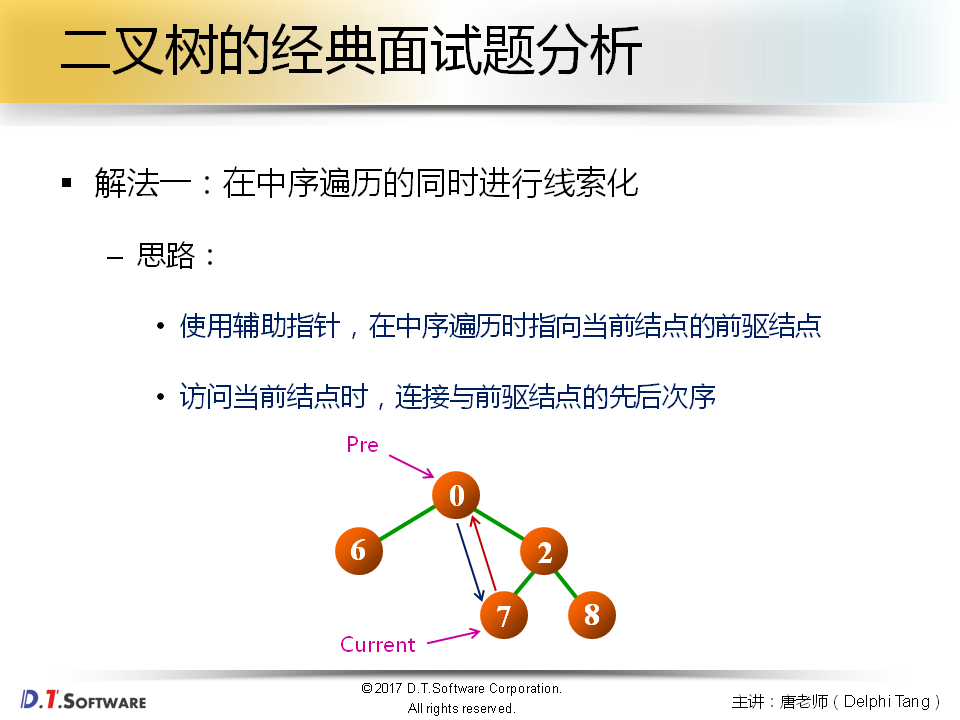 二叉树的经典面试题分析
▪ 解法一：在中序遍历的同时进行线索化
– 思路：
• 使用辅助指针，在中序遍历时指向当前结点的前驱结点
• 访问当前结点时，连接与前驱结点的先后次序
Pre
0
6
2
7
8
Current
D.T.SOFTWARE
©2017 D.T.Software Corporation.
All rights reserved.
主讲：唐老师（Delphi Tang）